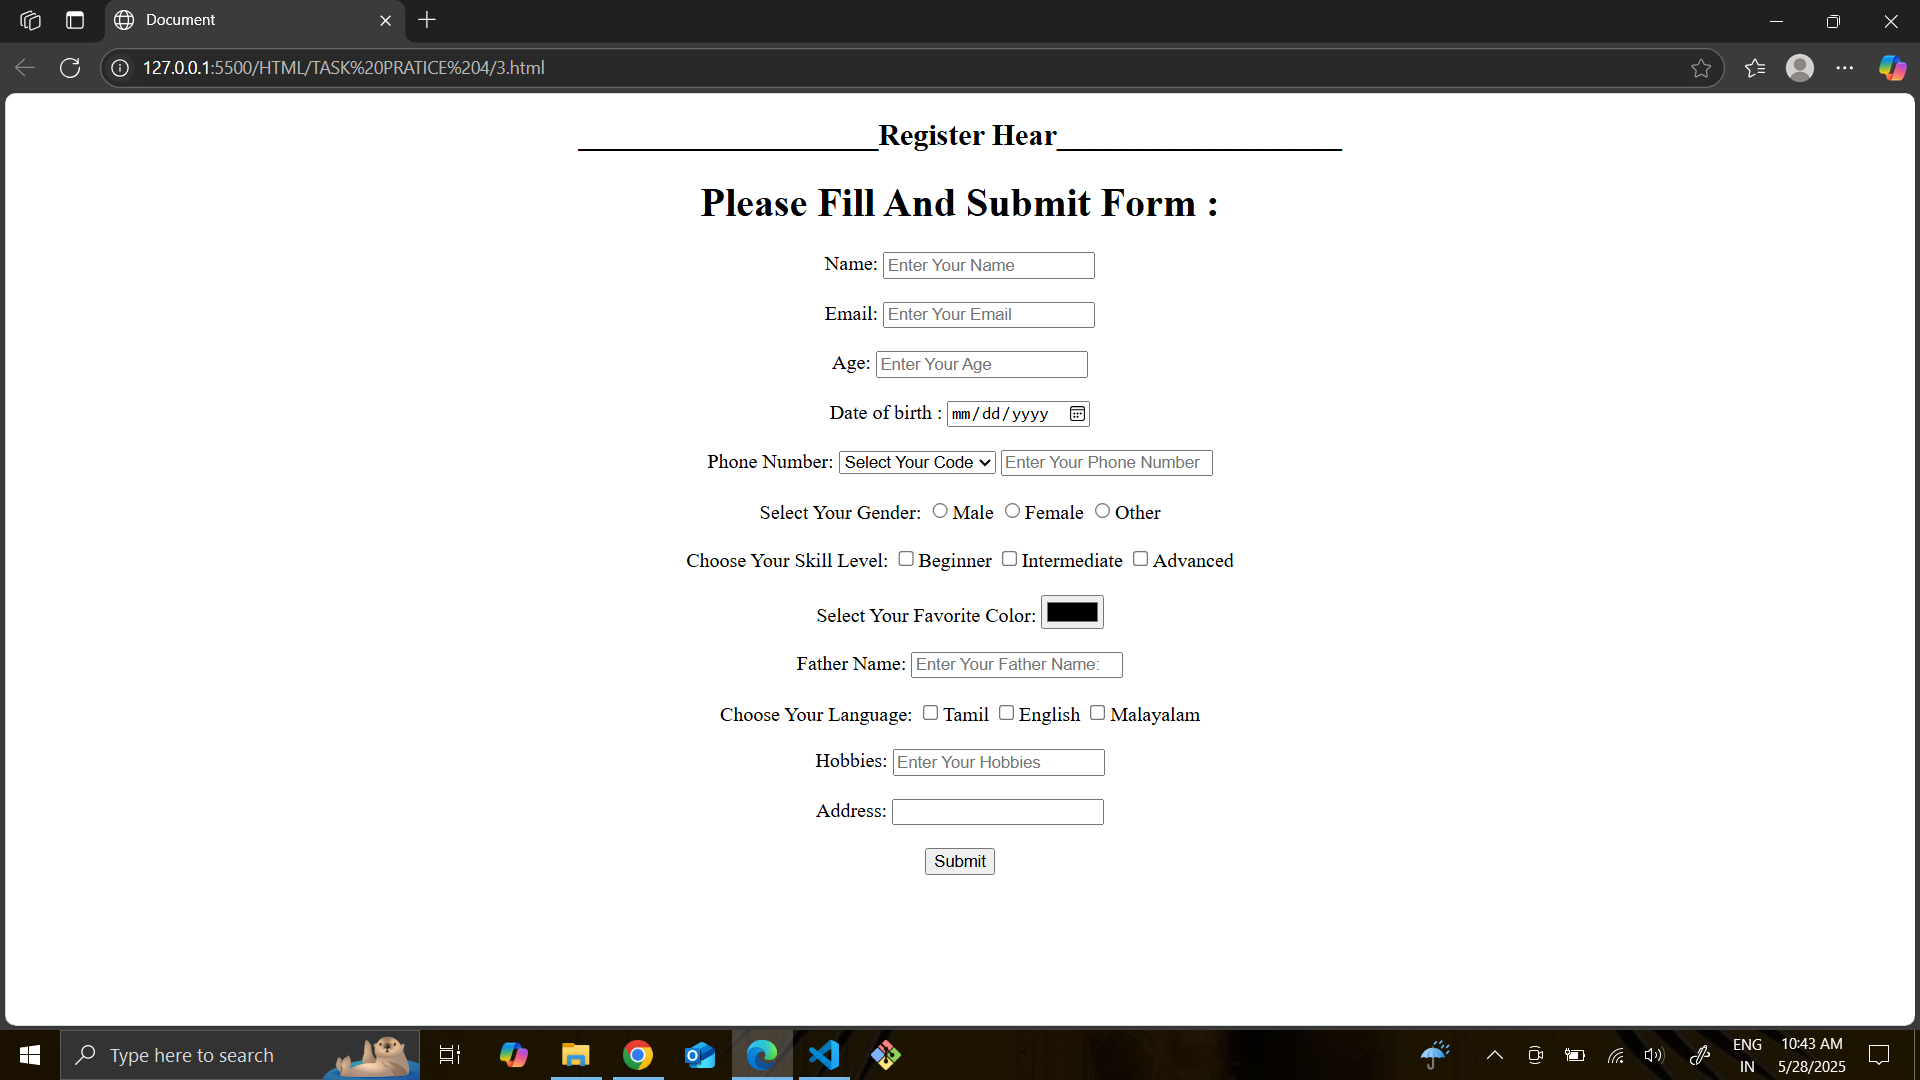 Document
127.0.0.1:5500/HTML/TASK%20PRATICE%204/3.html
____________________Register Hear___________________
Please Fill And Submit Form :
Name: Enter Your Name
Email: Enter Your Email
Age: Enter Your Age
Date of birth : mm/dd/yyyy
Phone Number: Select Your Code Enter Your Phone Number
Select Your Gender: Male Female Other
Choose Your Skill Level: Beginner Intermediate Advanced
Select Your Favorite Color:
Father Name: Enter Your Father Name:
Choose Your Language: Tamil English Malayalam
Hobbies: Enter Your Hobbies
Address:
Submit
Type here to search
ENG
IN
10:43 AM
5/28/2025